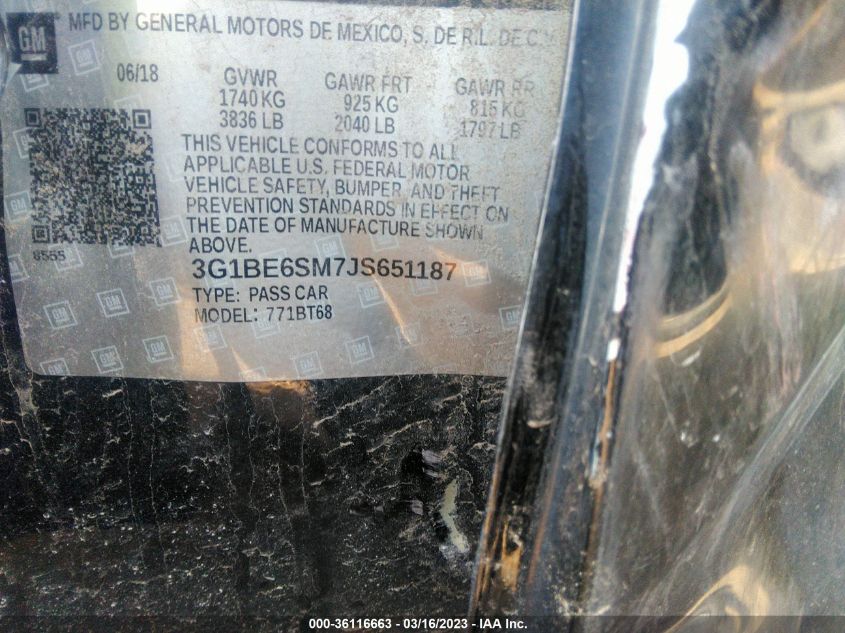 GM
MFD BY GENERAL MOTORS DE MEXICO, S. DE R.L. DE C.V.
06/18 GVWR GAWR FRT GAWR RR
1740 KG 925 KG 815 KG
3836 LB 2040 LB 1797 LB
THIS VEHICLE CONFORMS TO ALL
APPLICABLE U.S. FEDERAL MOTOR
VEHICLE SAFETY, BUMPER, AND THEFT
PREVENTION STANDARDS IN EFFECT ON
THE DATE OF MANUFACTURE SHOWN
ABOVE.
8555
3G1BE6SM7JS651187
TYPE: PASS CAR
MODEL: 771BT68
000-36116663 - 03/16/2023 - IAA Inc.